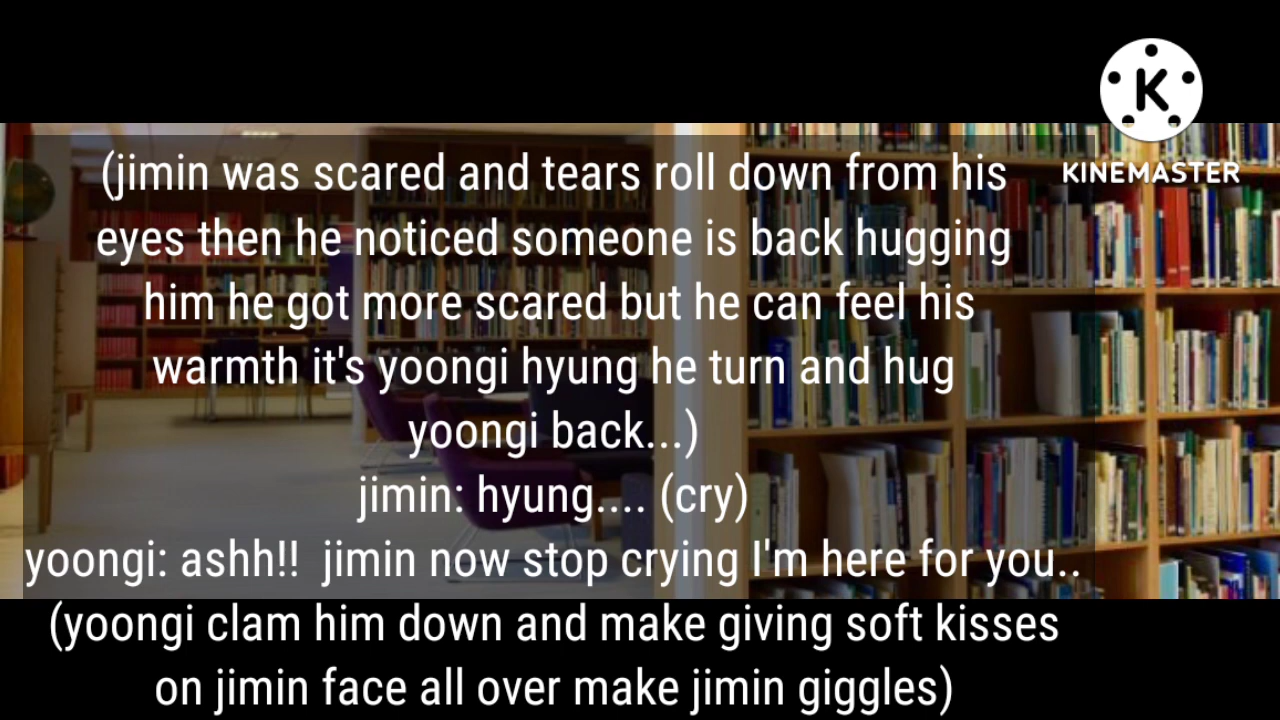 (jimin was scared and tears roll down from his
eyes then he noticed someone is back hugging
him he got more scared but he can feel his
warmth it's yoongi hyung he turn and hug
yoongi back...)
jimin: hyung.... (cry)
yoongi: ashh!!  jimin now stop crying I'm here for you..
(yoongi clam him down and make giving soft kisses
on jimin face all over make jimin giggles)
K
KINEMASTER